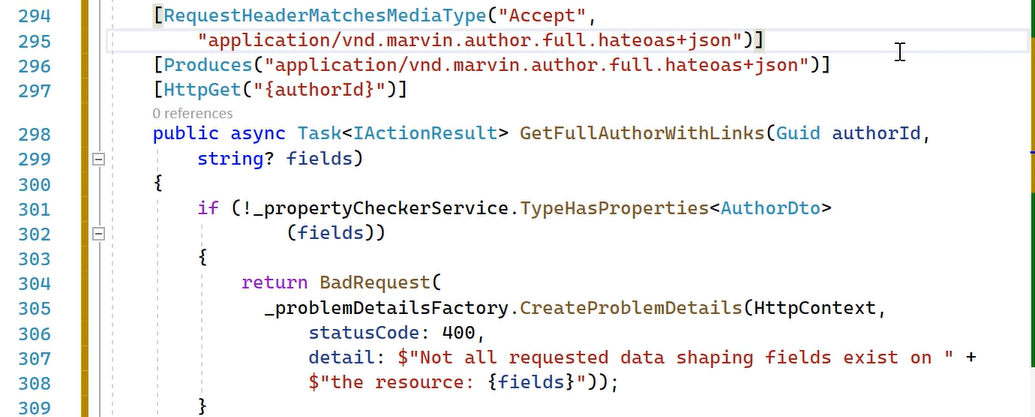 294 [RequestHeaderMatchesMediaType("Accept",
295 "application/vnd.marvin.author.full.hateoas+json")]
296 [Produces("application/vnd.marvin.author.full.hateoas+json")]
297 [HttpGet("{authorId}")]
0 references
298 public async Task<IActionResult> GetFullAuthorWithLinks(Guid authorId,
299 string? fields)
300 {
301 if (!_propertyCheckerService.TypeHasProperties<AuthorDto>
302 (fields))
303 {
304 return BadRequest(
305 _problemDetailsFactory.CreateProblemDetails(HttpContext,
306 statusCode: 400,
307 detail: $"Not all requested data shaping fields exist on " +
308 $"the resource: {fields}"));
309 }